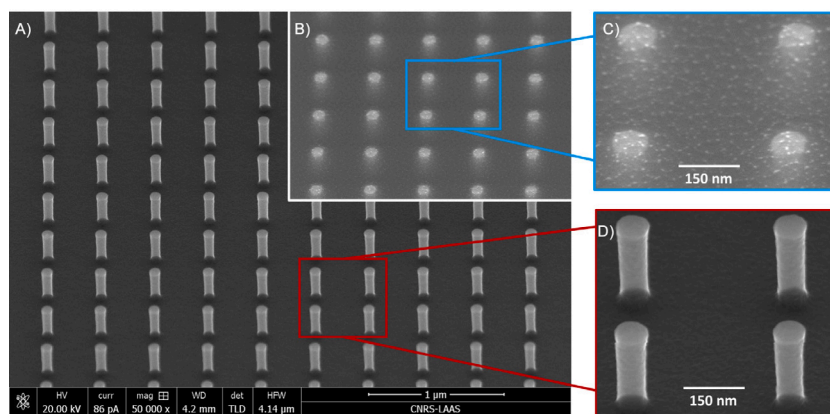 A)
B)
C)
150 nm
D)
150 nm
HV curr mag WD det HFW
1 µm
20.00 kV 86 pA 50 000 x 4.2 mm TLD 4.14 µm
CNRS-LAAS